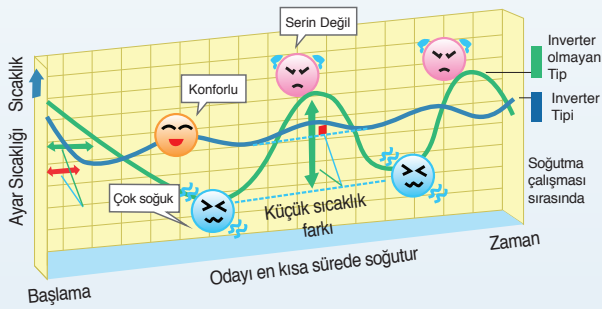 Serin Değil
Inverter
olmayan
Tip
Inverter
Tipi
Sıcaklık
Konforlu
Ayar Sıcaklığı
Çok soğuk
Soğutma
çalışması
sırasında
Küçük sıcaklık
farkı
Zaman
Odayı en kısa sürede soğutur
Başlama